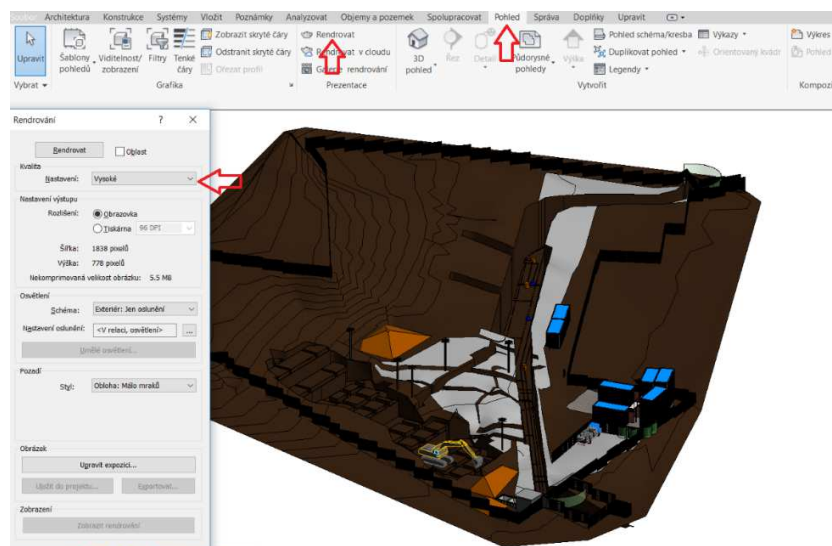 Soubor Architektura Konstrukce Systémy Vložit Poznámky Analyzovat Objemy a pozemek Spolupracovat Pohled Správa Doplňky Upravit
Upravit
Vybrat
Šablony pohledů
Viditelnost/ zobrazení
Filtry
Tenké čáry
Zobrazit skryté čáry
Odstranit skryté čáry
Ořezat profil
Grafika
Rendrovat
Rendrovat v cloudu
Galerie rendrování
Prezentace
3D pohled
Řez
Detail
Půdorysné pohledy
Výška
Pohled schéma/kresba
Duplikovat pohled
Legendy
Výkazy
Orientovaný kvádr
Vytvořit
Výkres
Pohled
Kompozi
Rendrování ? ×
Rendrovat Oblast
Kvalita
Nastavení: Vysoké
Nastavení výstupu
Rozlišení: Obrazovka
Tiskárna 96 DPI
Šířka: 1838 pixelů
Výška: 778 pixelů
Nekomprimovaná velikost obrázku: 5.5 MB
Osvětlení
Schéma: Exteriér: Jen oslunění
Nastavení oslunění: <V relaci, osvětlení> ...
Umělé osvětlení...
Pozadí
Styl: Obloha: Málo mraků
Obrázek
Upravit expozici...
Uložit do projektu... Exportovat...
Zobrazení
Zobrazit rendrování